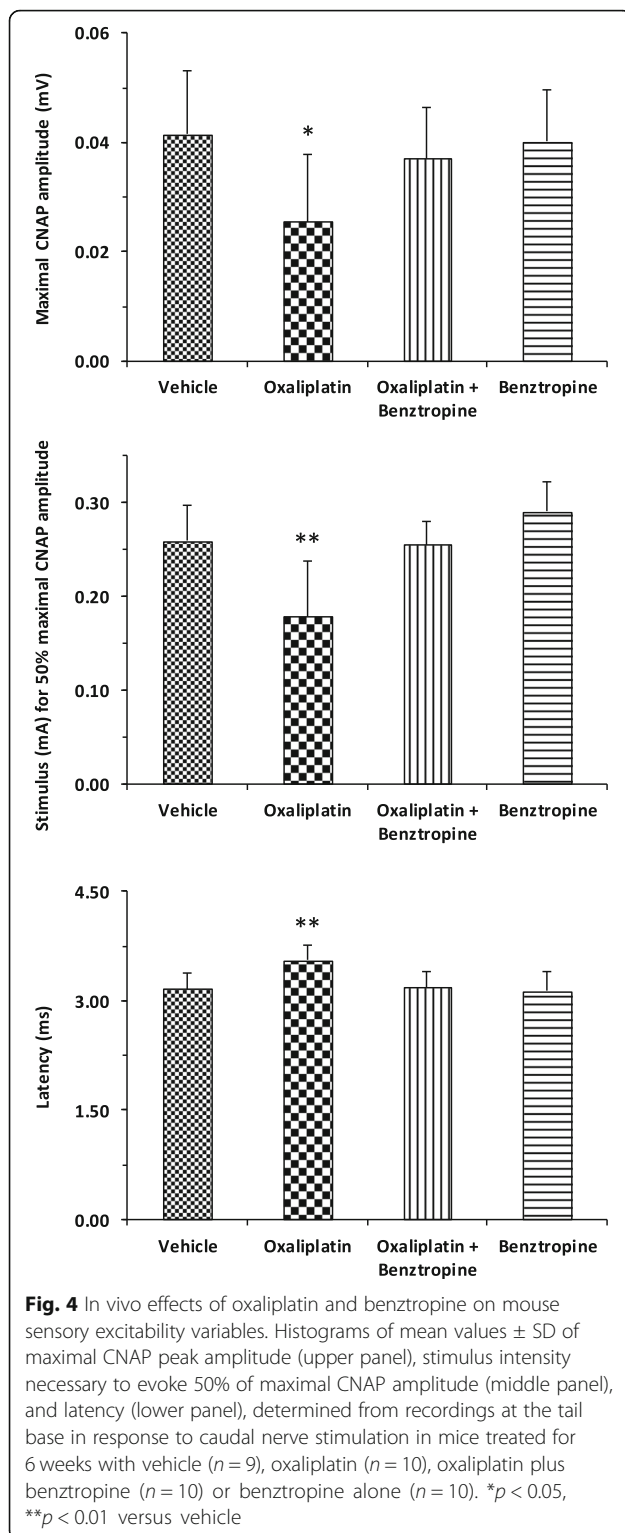 0.06
0.04
0.02
0.00
Maximal CNAP amplitude (mV)
*
Vehicle Oxaliplatin Oxaliplatin + Benzotropine
Benztropine
0.30
0.20
0.10
0.00
Stimulus (mA) for 50% maximal CNAP amplitude
**
Vehicle Oxaliplatin Oxaliplatin + Benztropine
Benztropine
4.50
3.00
1.50
0.00
Latency (ms)
**
Vehicle Oxaliplatin Oxaliplatin + Benztropine
Benztropine
Fig. 4 In vivo effects of oxaliplatin and benztropine on mouse
sensory excitability variables. Histograms of mean values ± SD of
maximal CNAP peak amplitude (upper panel), stimulus intensity
necessary to evoke 50% of maximal CNAP amplitude (middle panel),
and latency (lower panel), determined from recordings at the tail
base in response to caudal nerve stimulation in mice treated for
6 weeks with vehicle (n = 9), oxaliplatin (n = 10), oxaliplatin plus
benztropine (n = 10) or benztropine alone (n = 10). *p < 0.05,
**p < 0.01 versus vehicle